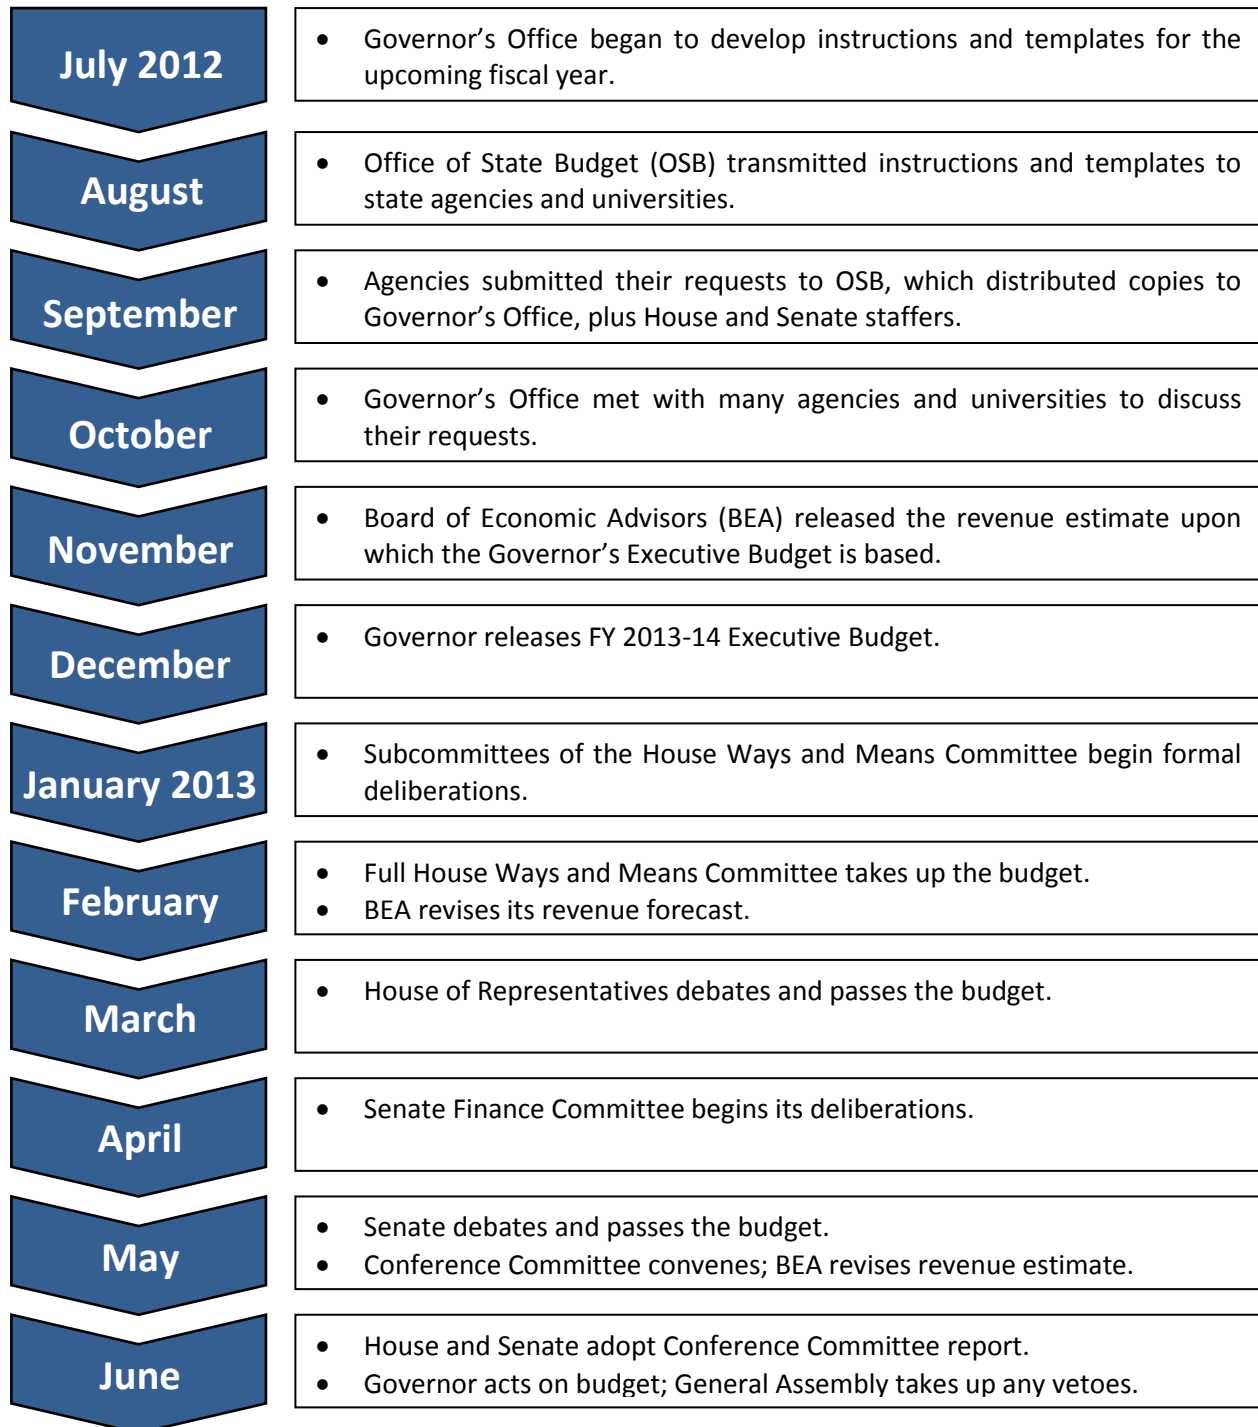 July 2012
• Governor’s Office began to develop instructions and templates for the
upcoming fiscal year.
August
• Office of State Budget (OSB) transmitted instructions and templates to
state agencies and universities.
September
• Agencies submitted their requests to OSB, which distributed copies to
Governor’s Office, plus House and Senate staffers.
October
• Governor’s Office met with many agencies and universities to discuss
their requests.
November
• Board of Economic Advisors (BEA) released the revenue estimate upon
which the Governor’s Executive Budget is based.
December
• Governor releases FY 2013-14 Executive Budget.
January 2013
• Subcommittees of the House Ways and Means Committee begin formal
deliberations.
February
• Full House Ways and Means Committee takes up the budget.
• BEA revises its revenue forecast.
March
• House of Representatives debates and passes the budget.
April
• Senate Finance Committee begins its deliberations.
May
• Senate debates and passes the budget.
• Conference Committee convenes; BEA revises revenue estimate.
June
• House and Senate adopt Conference Committee report.
• Governor acts on budget; General Assembly takes up any vetoes.